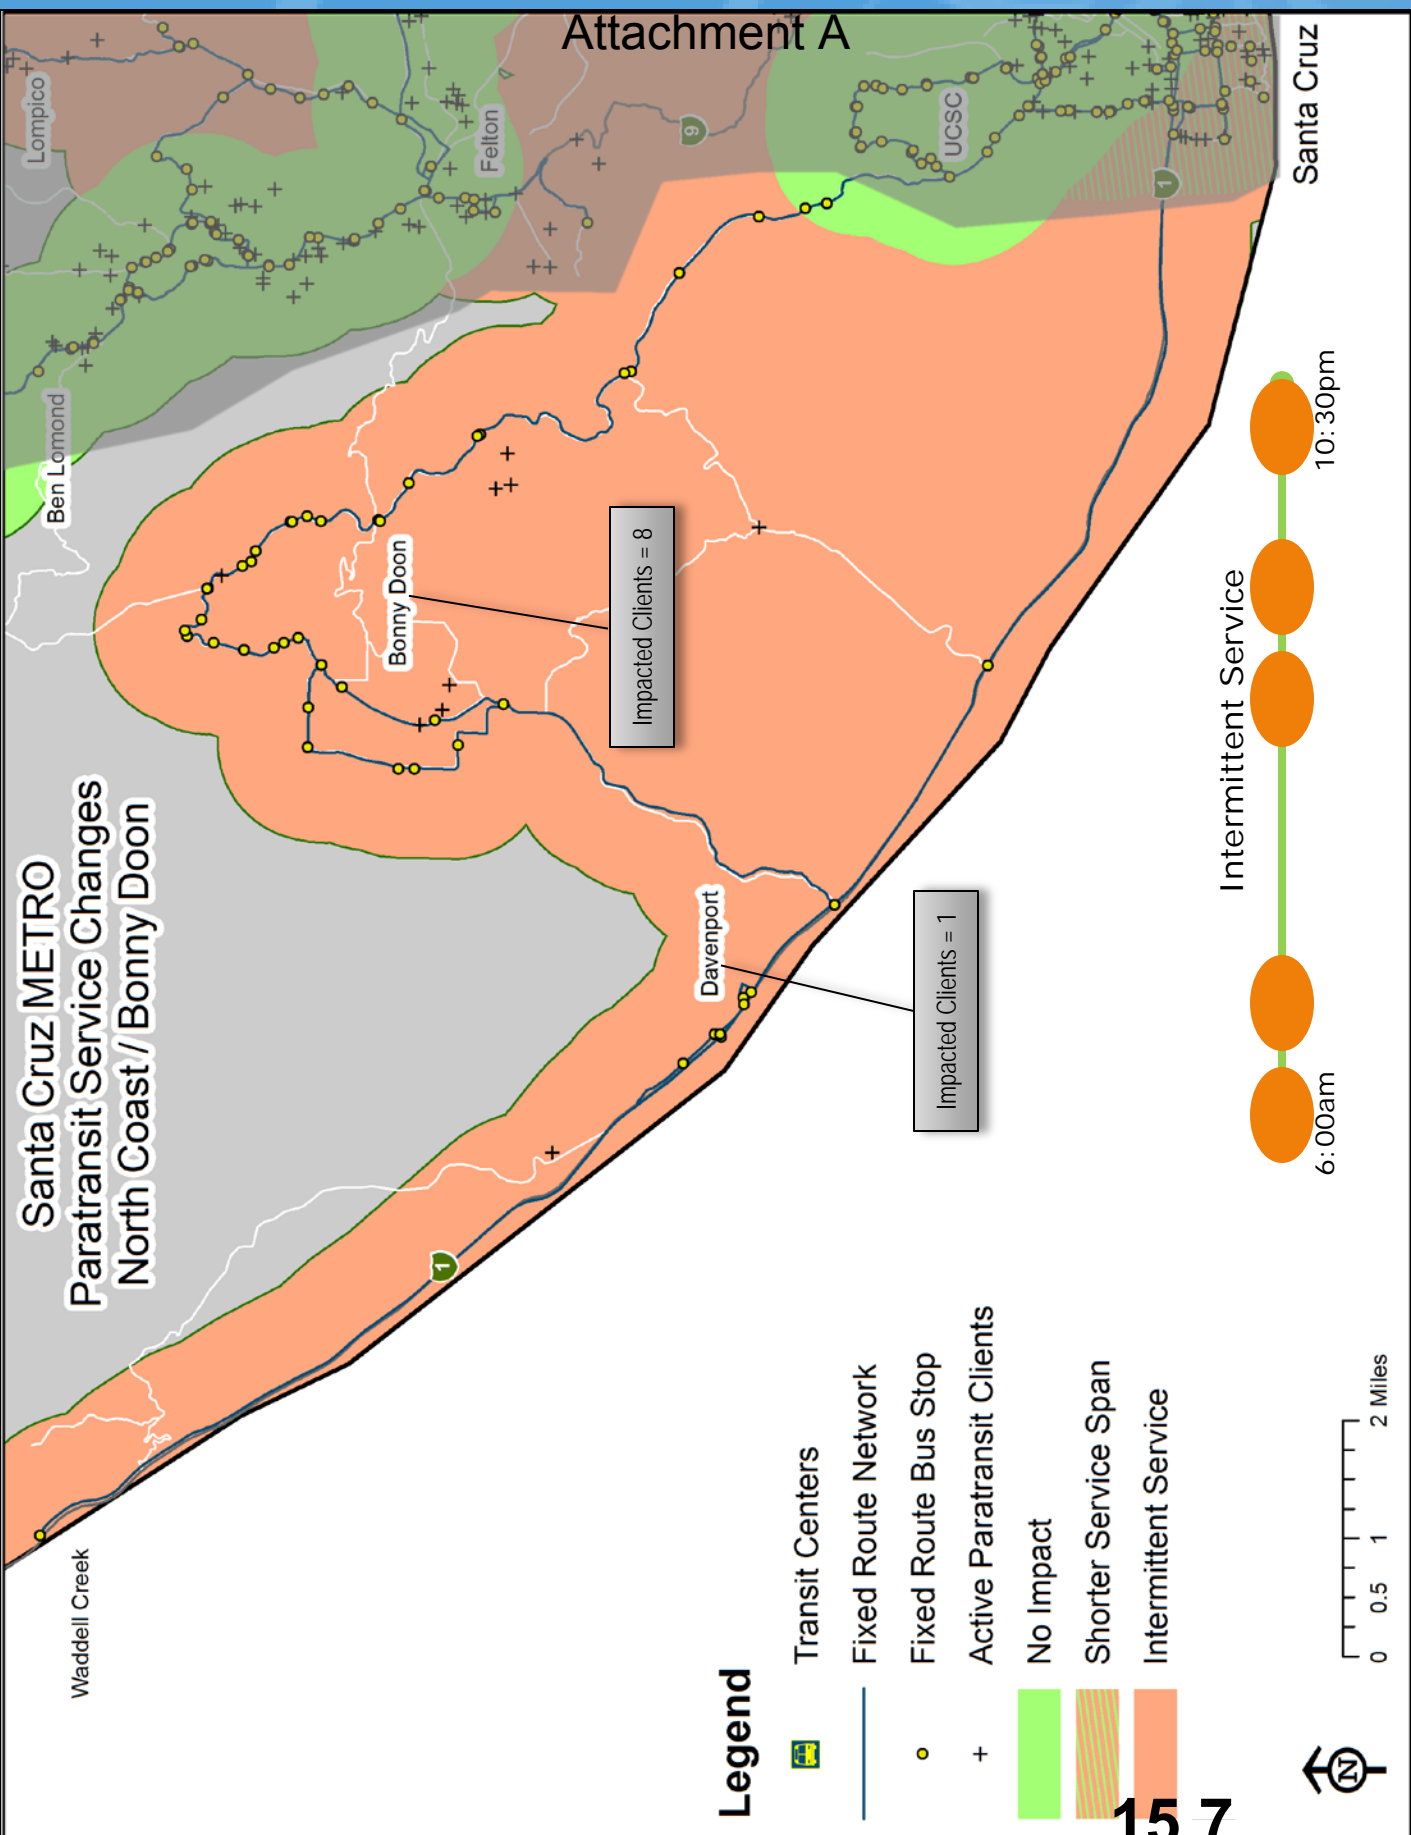 Attachment A
Santa Cruz METRO
Paratransit Service Changes
North Coast / Bonny Doon
Waddell Creek
1
Davenport
Impacted Clients = 1
Bonny Doon
Impacted Clients = 8
Ben Lomond
Lompico
Felton
9
UCSC
1
Santa Cruz
Intermittent Service
6:00am
10:30pm
Legend
Transit Centers
Fixed Route Network
Fixed Route Bus Stop
Active Paratransit Clients
No Impact
Shorter Service Span
Intermittent Service
N
0 0.5 1 2 Miles
15.7